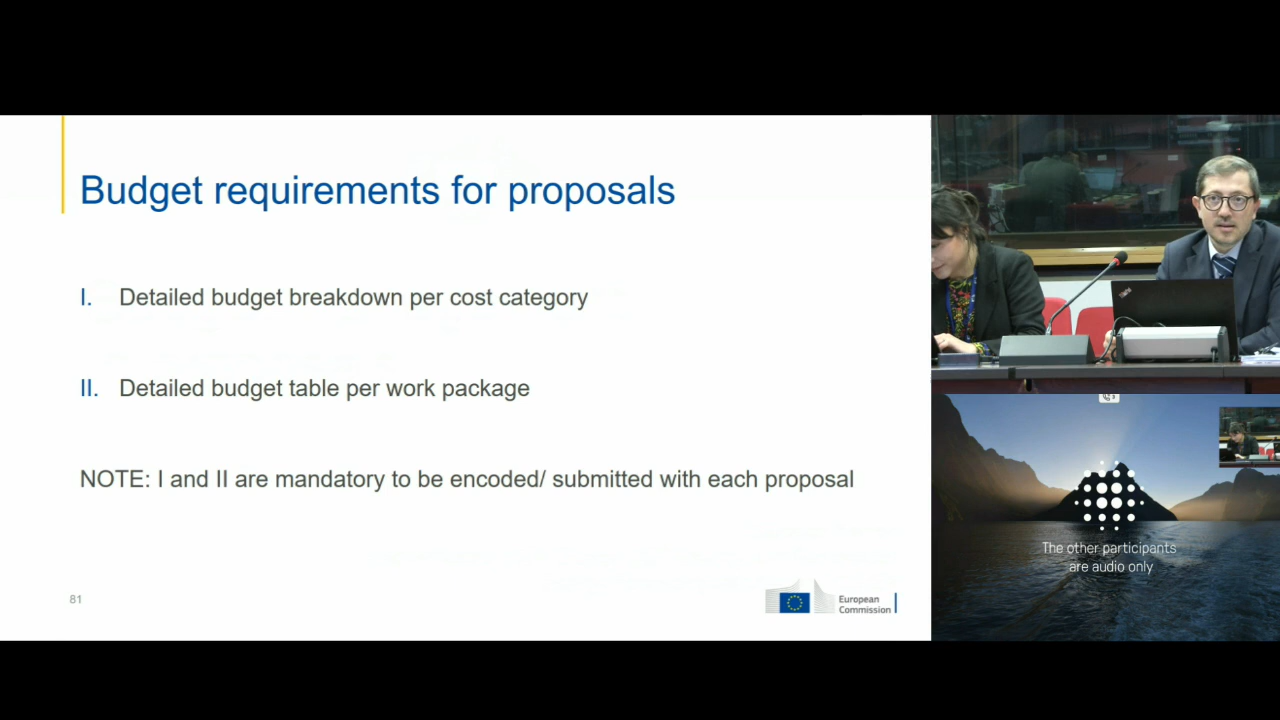 Budget requirements for proposals
I. Detailed budget breakdown per cost category
II. Detailed budget table per work package
NOTE: I and II are mandatory to be encoded/ submitted with each proposal
81
European
Commission
3
The other participants
are audio only